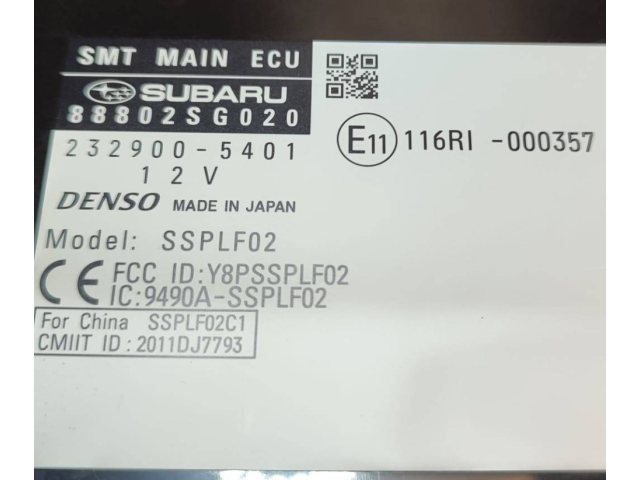 SMT MAIN ECU
SUBARU
88802SG020
232900-5401
12V
DENSO MADE IN JAPAN
Model: SSPLF02
CE FCC ID:Y8PSSPLF02
IC:9490A-SSPLF02
For China SSPLF02C1
CMIIT ID:2011DJ7793
E11 116RI -000357